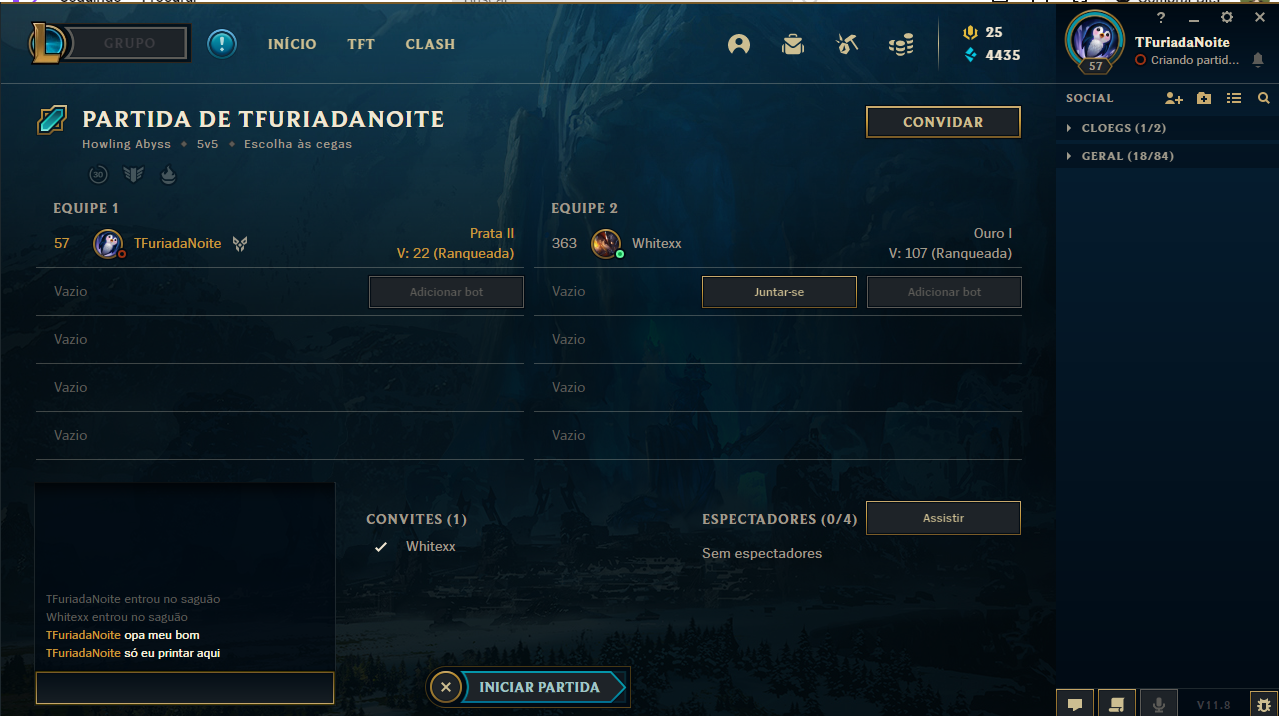 GRUPO
INÍCIO
TFT
CLASH
25
4435
57
?
TFuriadaNoite
Criando partid...
PARTIDA DE TFURIADANOITE
Howling Abyss • 5v5 • Escolha às cegas
30
CONVIDAR
SOCIAL
CLOEGS (1/2)
GERAL (18/84)
EQUIPE 1
57 TFuriadaNoite
Prata II
V: 22 (Ranqueada)
Vazio Adicionar bot
Vazio
Vazio
Vazio
EQUIPE 2
363 Whitexx
Ouro I
V: 107 (Ranqueada)
Vazio Juntar-se Adicionar bot
Vazio
Vazio
Vazio
TFuriadaNoite entrou no saguão
Whitexx entrou no saguão
TFuriadaNoite opa meu bom
TFuriadaNoite só eu printar aqui
CONVITES (1)
Whitexx
ESPECTADORES (0/4) Assistir
Sem espectadores
INICIAR PARTIDA
V11.8